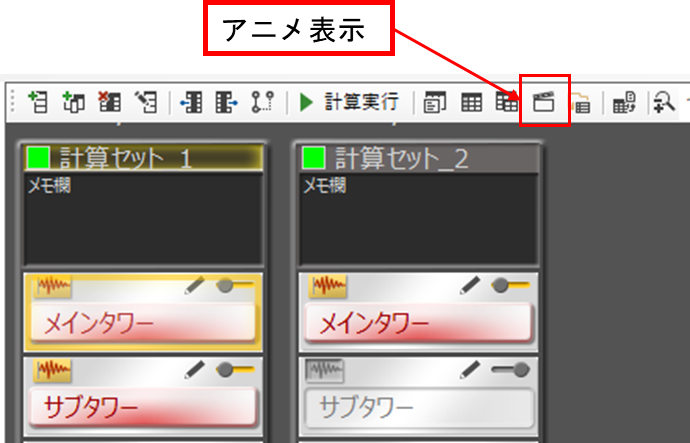 アニメ表示
計算実行
計算セット_1
計算セット_2
メモ欄
メモ欄
メインタワー
メインタワー
サブタワー
サブタワー